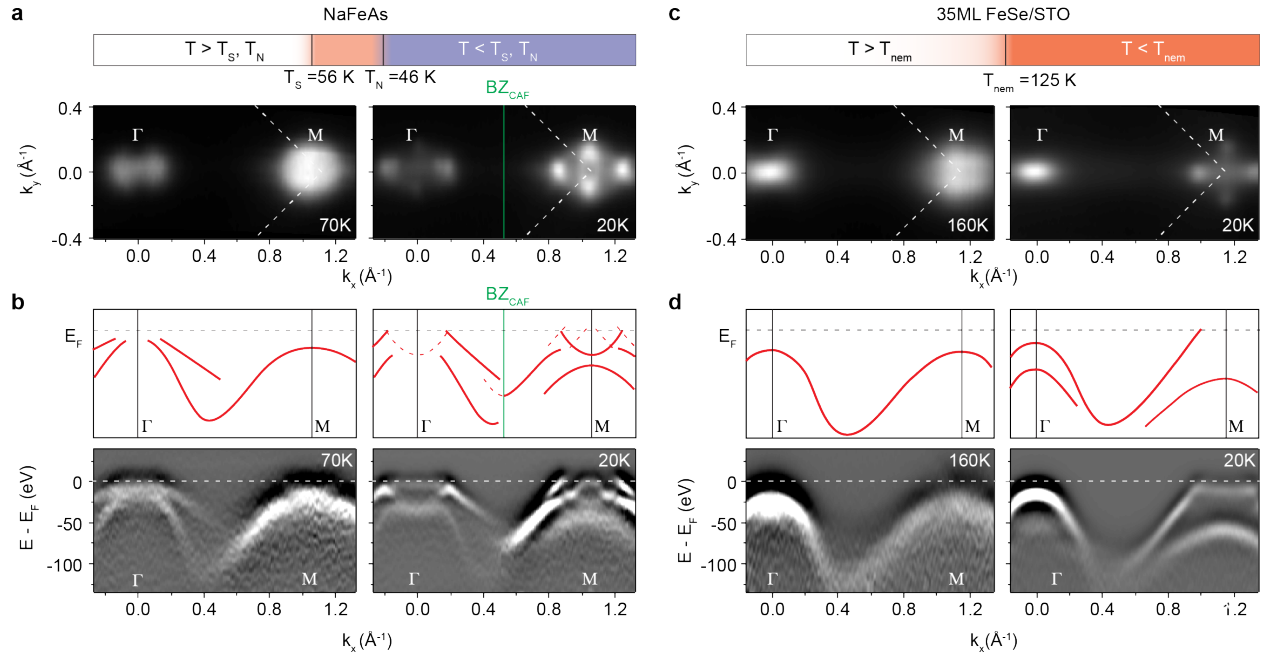 a
NaFeAs
T > T_S, T_N
T < T_S, T_N
T_S =56 K
T_N =46 K
BZ_CAF
0.4
0.0
-0.4
k_y (Å⁻¹)
Γ
M
70K
Γ
M
20K
0.0 0.4 0.8 1.2
0.0 0.4 0.8 1.2
k_x (Å⁻¹)
b
BZ_CAF
E_F
Γ
M
Γ
M
E - E_F (eV)
0
-50
-100
70K
Γ
M
20K
Γ
M
0.0 0.4 0.8 1.2
0.0 0.4 0.8 1.2
k_x (Å⁻¹)
c
35ML FeSe/STO
T > T_nem
T < T_nem
T_nem =125 K
0.4
0.0
-0.4
k_y (Å⁻¹)
Γ
M
160K
Γ
M
20K
0.0 0.4 0.8 1.2
0.0 0.4 0.8 1.2
k_x (Å⁻¹)
d
E_F
Γ
M
Γ
M
E - E_F (eV)
0
-50
-100
160K
Γ
M
20K
Γ
0.0 0.4 0.8 1.2
0.0 0.4 0.8
k_x (Å⁻¹)